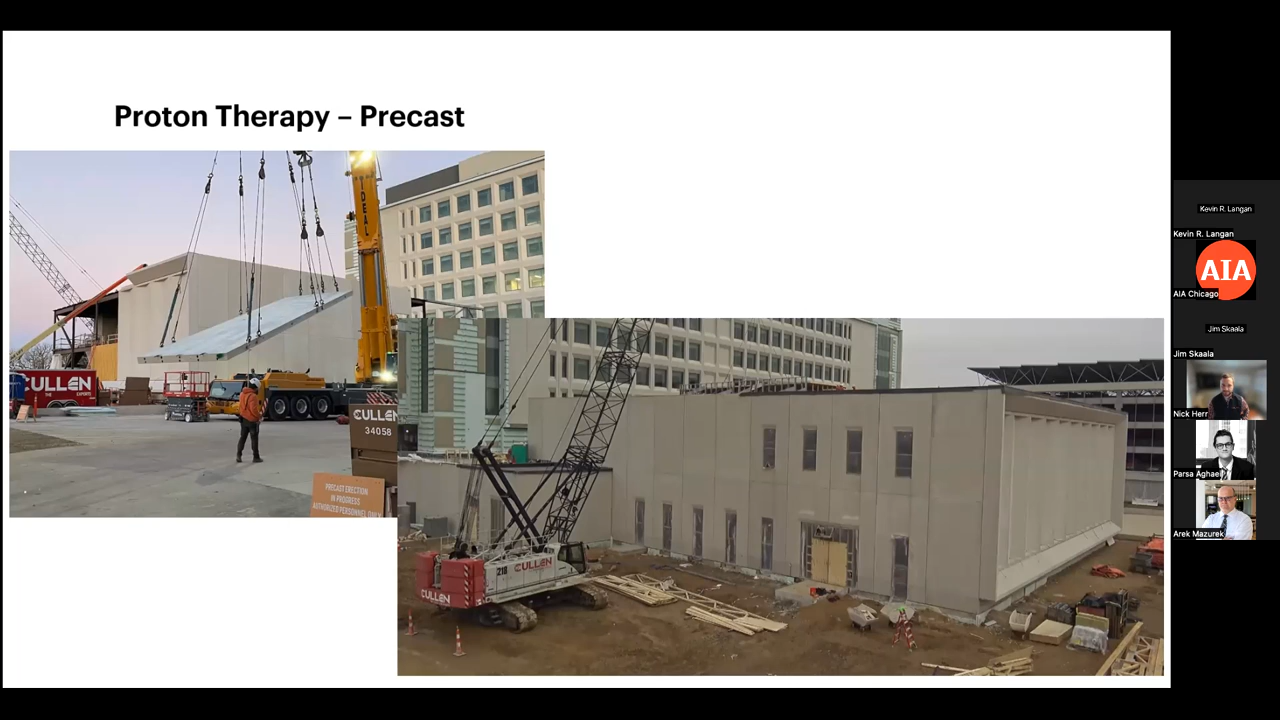 Proton Therapy – Precast
IDEAL
CULLEN
THE EXPERTS
CULLEN
34058
PRECAST ERECTION
IN PROGRESS
AUTHORIZED PERSONNEL ONLY
218 CULLEN
CULLEN
Kevin R. Langan
Kevin R. Langan
AIA
AIA Chicago
Jim Skaala
Jim Skaala
Nick Herr
Parsa Aghaei
Arek Mazurek